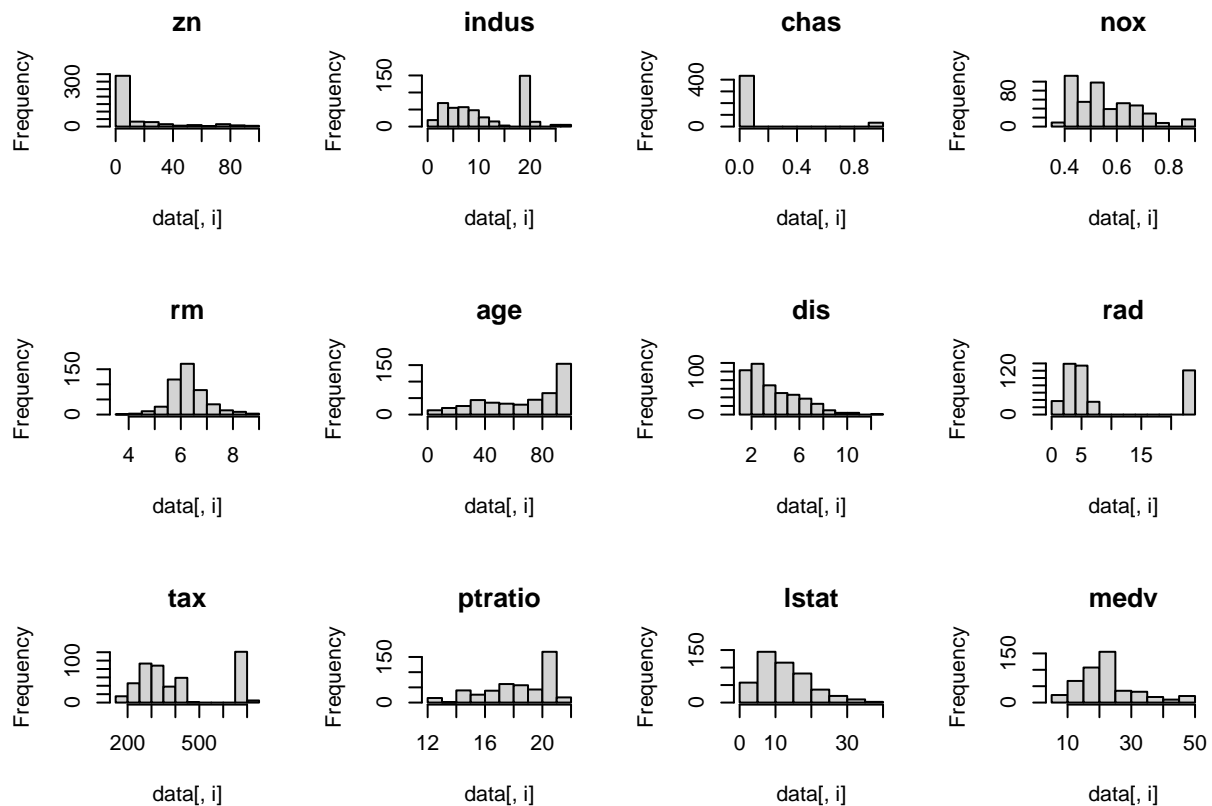 zn
Frequency
0 300
0 40 80
data[, i]
indus
Frequency
0 150
0 10 20
data[, i]
chas
Frequency
0 400
0.0 0.4 0.8
data[, i]
nox
Frequency
0 80
0.4 0.6 0.8
data[, i]
rm
Frequency
0 150
4 6 8
data[, i]
age
Frequency
0 150
0 40 80
data[, i]
dis
Frequency
0 100
2 6 10
data[, i]
rad
Frequency
0 120
0 5 15
data[, i]
tax
Frequency
0 100
200 500
data[, i]
ptratio
Frequency
0 150
12 16 20
data[, i]
lstat
Frequency
0 150
0 10 30
data[, i]
medv
Frequency
0 150
10 30 50
data[, i]